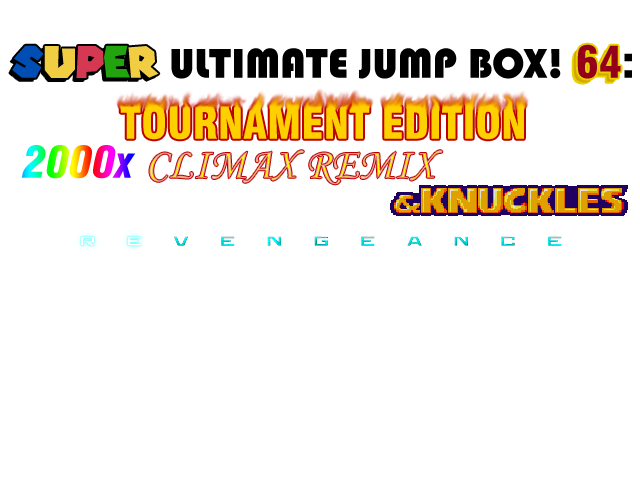 SUPER ULTIMATE JUMP BOX! 64:
TOURNAMENT EDITION
2000x CLIMAX REMIX
&KNUCKLES
REVENGEANCE